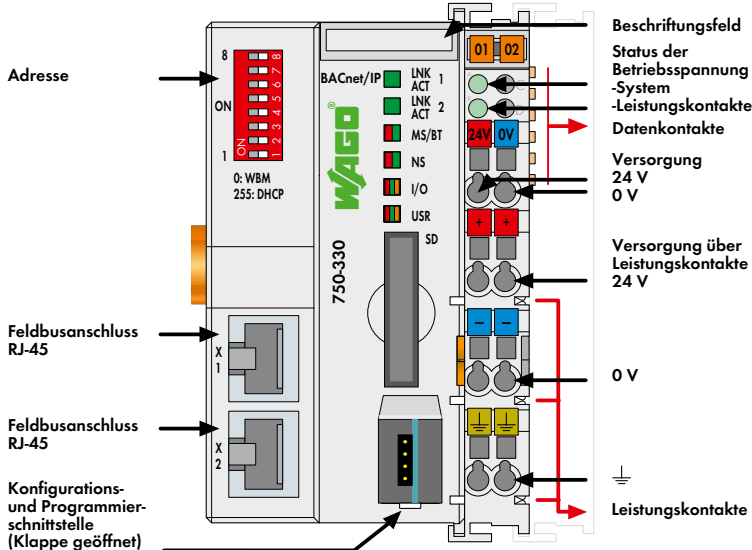 Adresse
Feldbusanschluss
RJ-45
Feldbusanschluss
RJ-45
Konfigurations-
und Programmier-
schnittstelle
(Klappe geöffnet)
8
ON
1
8
7
6
5
4
3
2
1
ON
0: WBM
255: DHCP
X
1
X
2
WAGO®
750-330
BACnet/IP
LNK
ACT
1
LNK
ACT
2
MS/BT
NS
I/O
USR
SD
01 02
24V 0V
+ +
– –
Beschriftungsfeld
Status der
Betriebsspannung
-System
-Leistungskontakte
Datenkontakte
Versorgung
24 V
0 V
Versorgung über
Leistungskontakte
24 V
0 V
Leistungskontakte